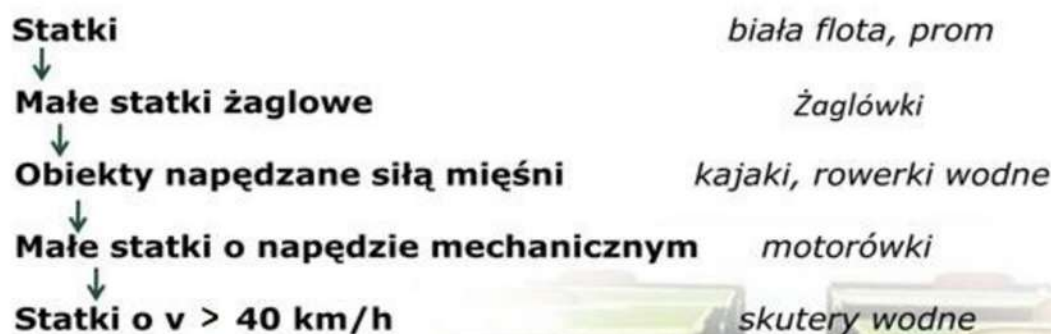 Statki biała flota, prom
Małe statki żaglowe Żaglówki
Obiekty napędzane siłą mięśni kajaki, rowerki wodne
Małe statki o napędzie mechanicznym motorówki
Statki o v > 40 km/h skutery wodne